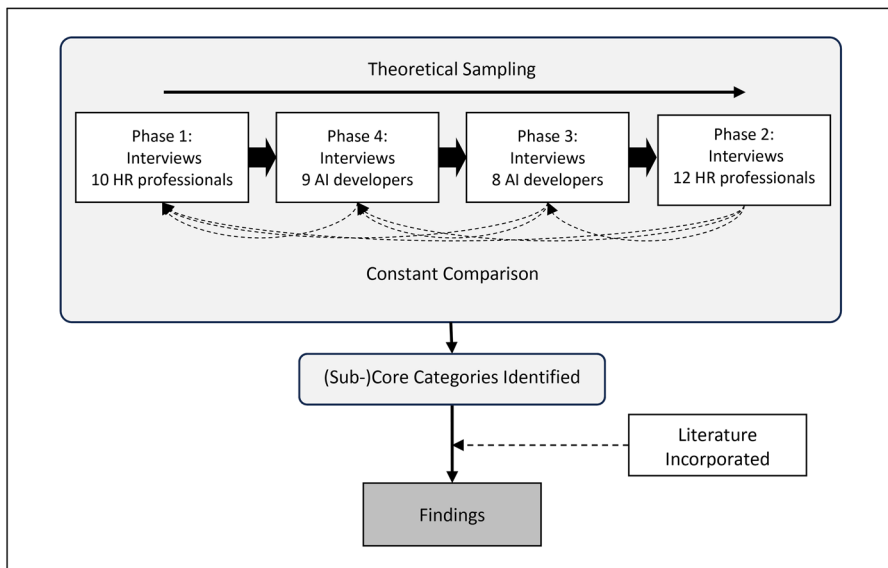 Theoretical Sampling
Phase 1:
Interviews
10 HR professionals
Phase 4:
Interviews
9 AI developers
Phase 3:
Interviews
8 AI developers
Phase 2:
Interviews
12 HR professionals
Constant Comparison
(Sub-)Core Categories Identified
Literature
Incorporated
Findings